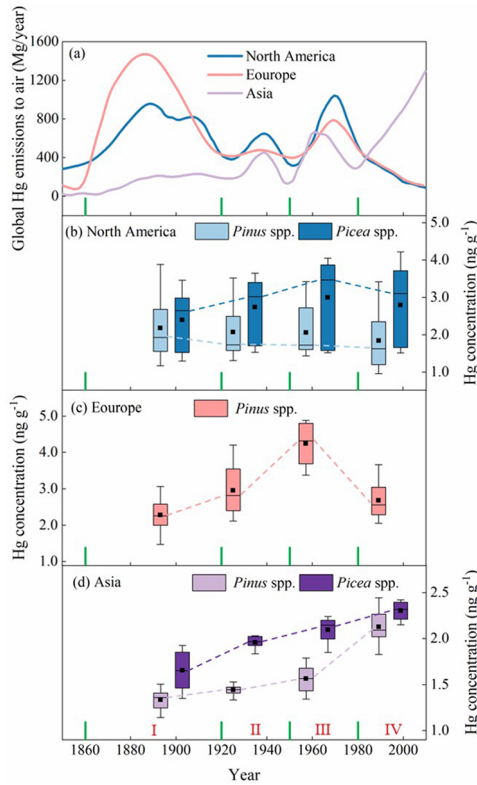 Global Hg emissions to air (Mg/year)
1600
1200
800
400
0
(a)
North America
Eourope
Asia
(b) North America
Pinus spp.
Picea spp.
5.0
4.0
3.0
2.0
1.0
Hg concentration (ng g-1)
(c) Eourope
Pinus spp.
5.0
4.0
3.0
2.0
1.0
Hg concentration (ng g-1)
(d) Asia
Pinus spp.
Picea spp.
2.5
2.0
1.5
1.0
Hg concentration (ng g-1)
I
II
III
IV
1860 1880 1900 1920 1940 1960 1980 2000
Year